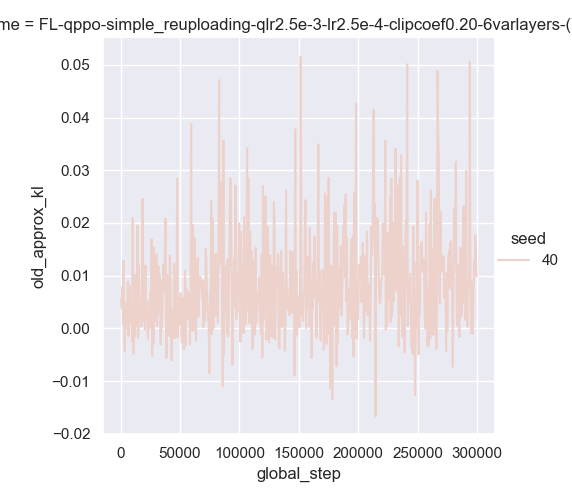 me = FL-qppo-simple_reuploading-qlr2.5e-3-lr2.5e-4-clipcoef0.20-6varlayers-(
0.05
0.04
0.03
0.02
0.01
0.00
−0.01
−0.02
old_approx_kl
0 50000 100000 150000 200000 250000 300000
global_step
seed
40